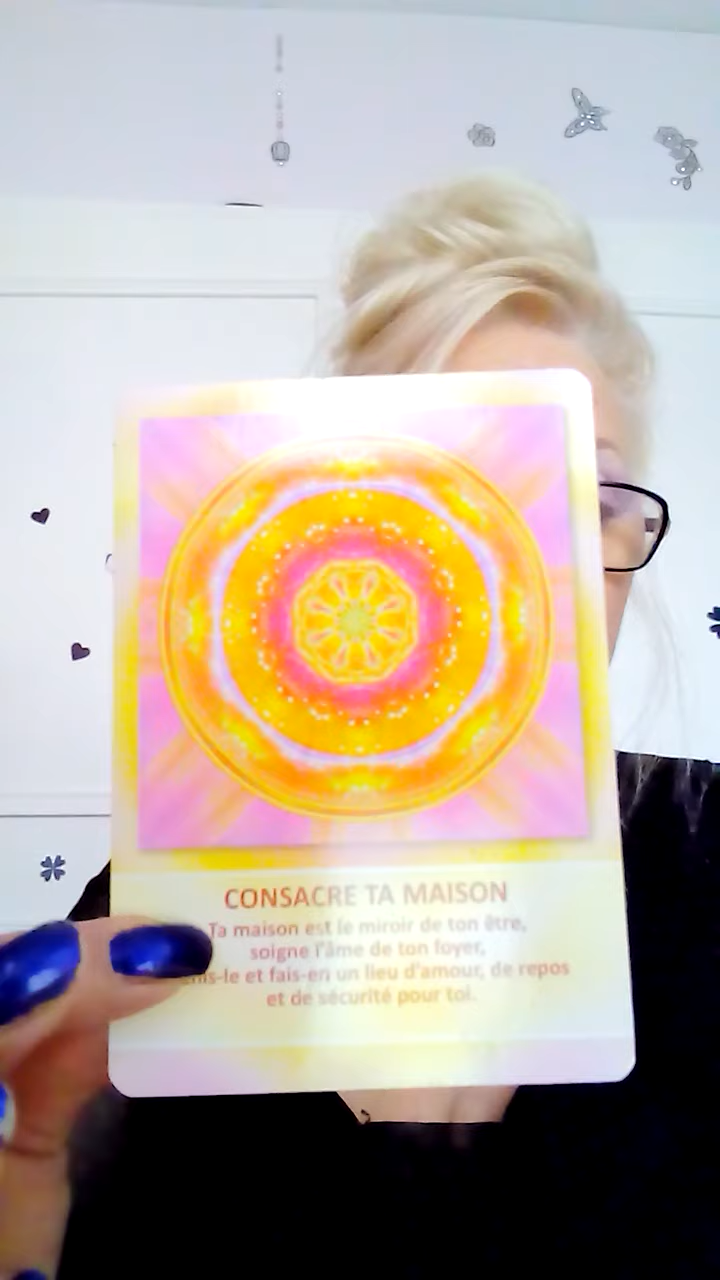 CONSACRE TA MAISON
Ta maison est le miroir de ton être,
soigne l'âme de ton foyer,
et fais-en un lieu d'amour, de repos
et de sécurité pour toi.